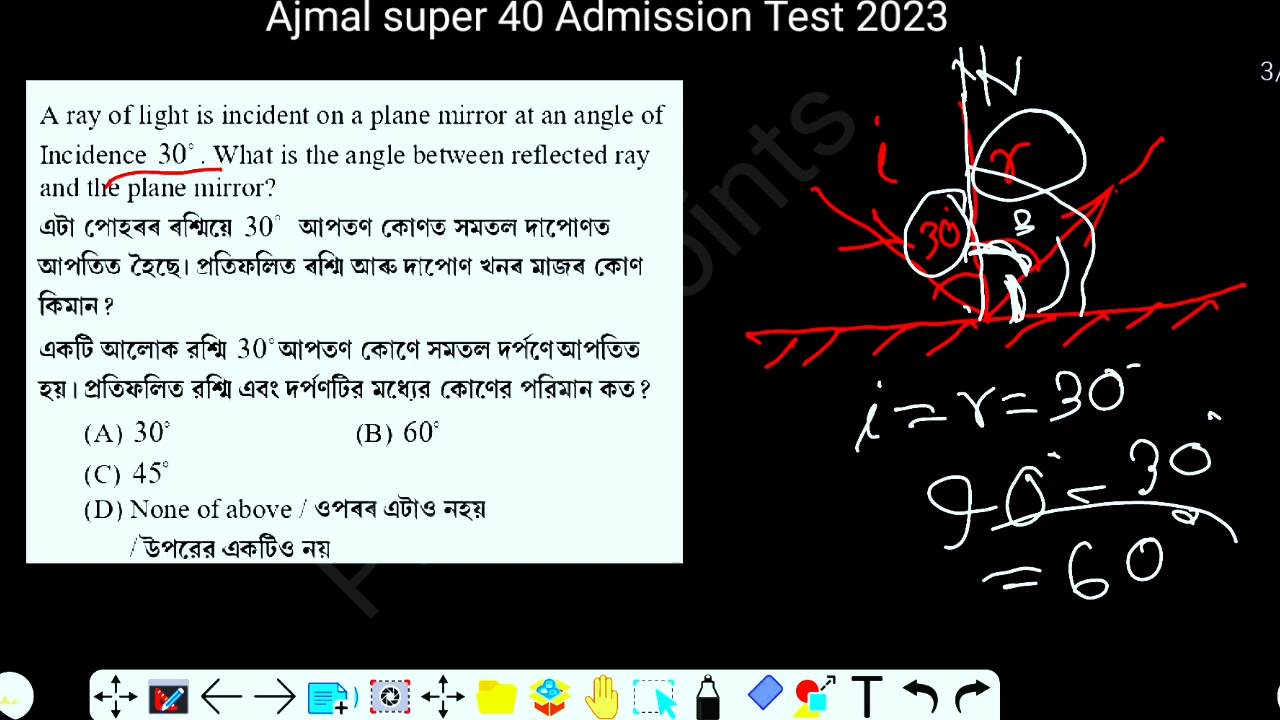 Ajmal super 40 Admission Test 2023
3/
A ray of light is incident on a plane mirror at an angle of
Incidence 30°. What is the angle between reflected ray
and the plane mirror?
এটা পোহৰৰ ৰশ্মিয়ে 30° আপতণ কোণত সমতল দাপোণত
আপতিত হৈছে। প্ৰতিফলিত ৰশ্মি আৰু দাপোণ খনৰ মাজৰ কোণ
কিমান ?
একটি আলোক রশ্মি 30° আপতণ কোণে সমতল দর্পণে আপতিত
হয়। প্রতিফলিত রশ্মি এবং দর্পণটির মধ্যের কোণের পরিমান কত ?
(A) 30° (B) 60°
(C) 45°
(D) None of above / ওপৰৰ এটাও নহয়
/ উপরের একটিও নয়
N
i r
30°
i = r = 30°
90° - 30°
= 60
T